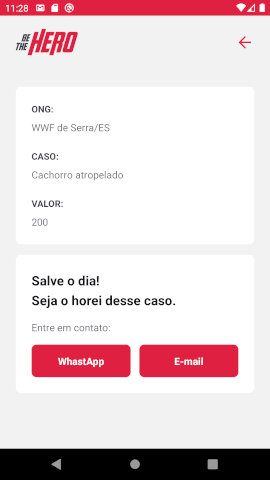 11:28
BE
THE HERO
ONG:
WWF de Serra/ES
CASO:
Cachorro atropelado
VALOR:
200
Salve o dia!
Seja o horei desse caso.
Entre em contato:
WhastApp E-mail